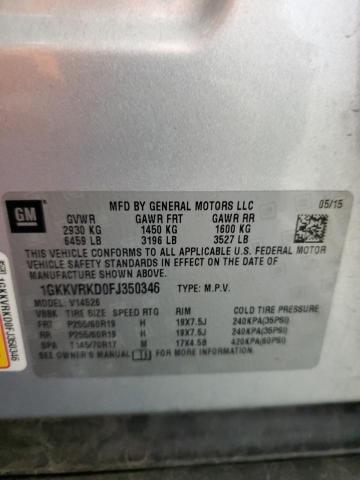 GM
MFD BY GENERAL MOTORS LLC 05/15
GVWR GAWR FRT GAWR RR
2930 KG 1450 KG 1600 KG
6459 LB 3196 LB 3527 LB
THIS VEHICLE CONFORMS TO ALL APPLICABLE U.S. FEDERAL MOTOR
VEHICLE SAFETY STANDARDS IN EFFECT ON THE DATE OF
MANUFACTURE SHOWN ABOVE.
1GKKVRKD0FJ350346 TYPE: M.P.V.
MODEL: V14526
VBBK TIRE SIZE SPEED RTG RIM COLD TIRE PRESSURE
FRT P255/60R19 H 19X7.5J 240KPA(35PSI)
RR P255/60R19 H 19X7.5J 240KPA(35PSI)
SPA T145/70R17 M 17X4.5B 420KPA(60PSI)
SEE OWNER'S MANUAL FOR MORE INFORMATION.
1GKKVRKD0FJ350346